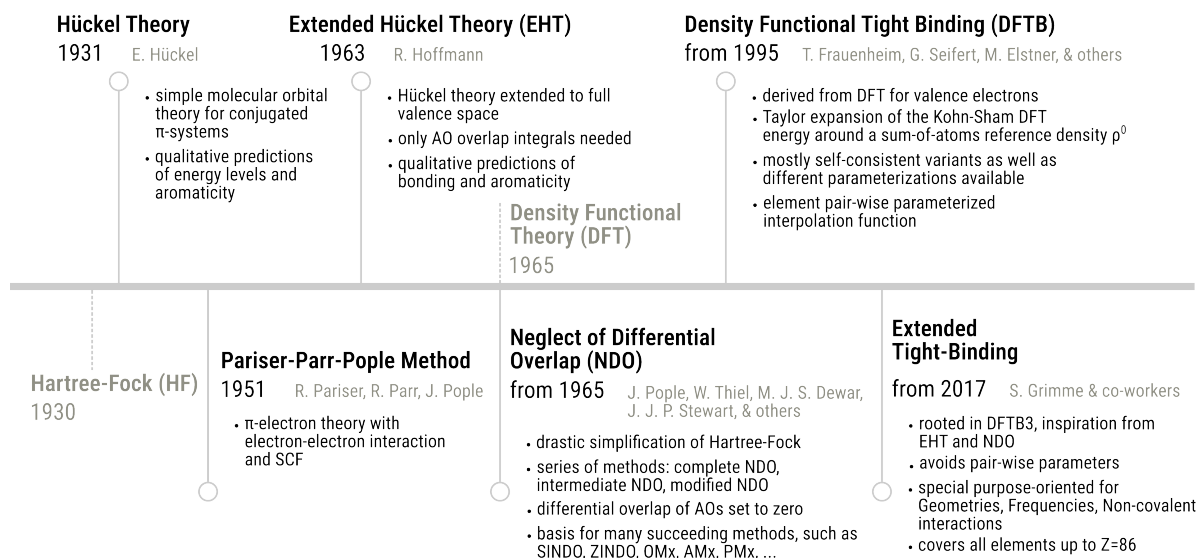 Hückel Theory
1931 E. Hückel
• simple molecular orbital
theory for conjugated
π-systems
• qualitative predictions
of energy levels and
aromaticity
Extended Hückel Theory (EHT)
1963 R. Hoffmann
• Hückel theory extended to full
valence space
• only AO overlap integrals needed
• qualitative predictions of
bonding and aromaticity
Density Functional
Theory (DFT)
1965
Density Functional Tight Binding (DFTB)
from 1995 T. Frauenheim, G. Seifert, M. Elstner, & others
• derived from DFT for valence electrons
• Taylor expansion of the Kohn-Sham DFT
energy around a sum-of-atoms reference density ρ⁰
• mostly self-consistent variants as well as
different parameterizations available
• element pair-wise parameterized
interpolation function
Hartree-Fock (HF)
1930
Pariser-Parr-Pople Method
1951 R. Pariser, R. Parr, J. Pople
• π-electron theory with
electron-electron interaction
and SCF
Neglect of Differential
Overlap (NDO)
from 1965 J. Pople, W. Thiel, M. J. S. Dewar,
J. J. P. Stewart, & others
• drastic simplification of Hartree-Fock
• series of methods: complete NDO,
intermediate NDO, modified NDO
• differential overlap of AOs set to zero
• basis for many succeeding methods, such as
SINDO, ZINDO, OMx, AMx, PMx, ...
Extended
Tight-Binding
from 2017 S. Grimme & co-workers
• rooted in DFTB3, inspiration from
EHT and NDO
• avoids pair-wise parameters
• special purpose-oriented for
Geometries, Frequencies, Non-covalent
interactions
• covers all elements up to Z=86